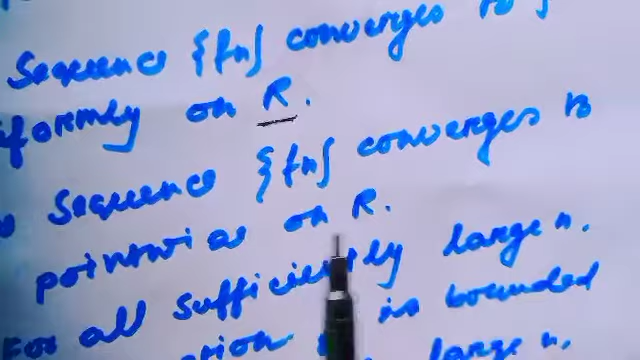 Sequence {fn} converges to f
formly on R.
Sequence {fn} converges to
pointwise on R.
For all sufficiently large n.
is bounded
large n.